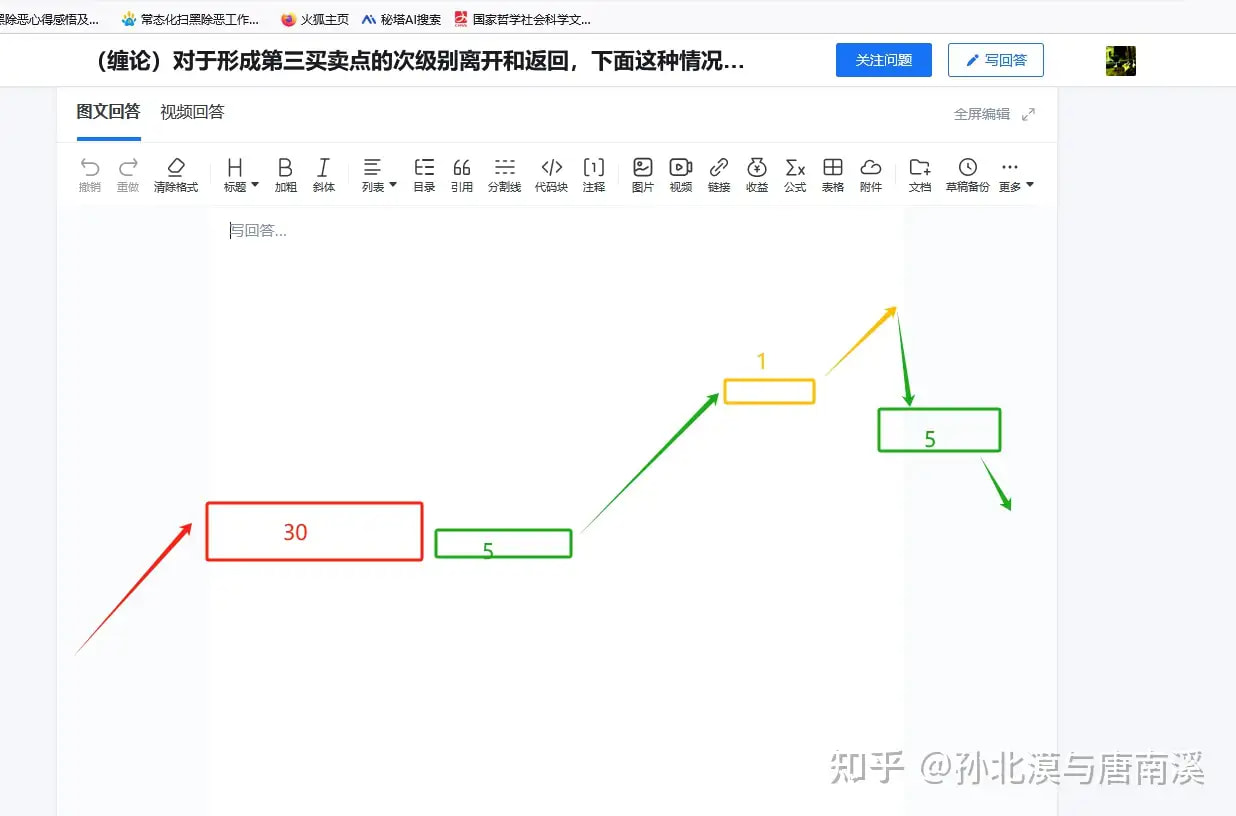 黑除恶心得感悟及...
常态化扫黑除恶工作...
火狐主页
秘塔AI搜索
国家哲学社会科学文...
（缠论）对于形成第三买卖点的次级别离开和返回，下面这种情况...
关注问题
写回答
图文回答
视频回答
全屏编辑
撤销
重做
清除格式
标题
加粗
斜体
列表
目录
引用
分割线
代码块
注释
图片
视频
链接
收益
公式
表格
附件
文档
草稿备份
更多
写回答...
1
5
30
5
知乎 @孙北漠与唐南溪